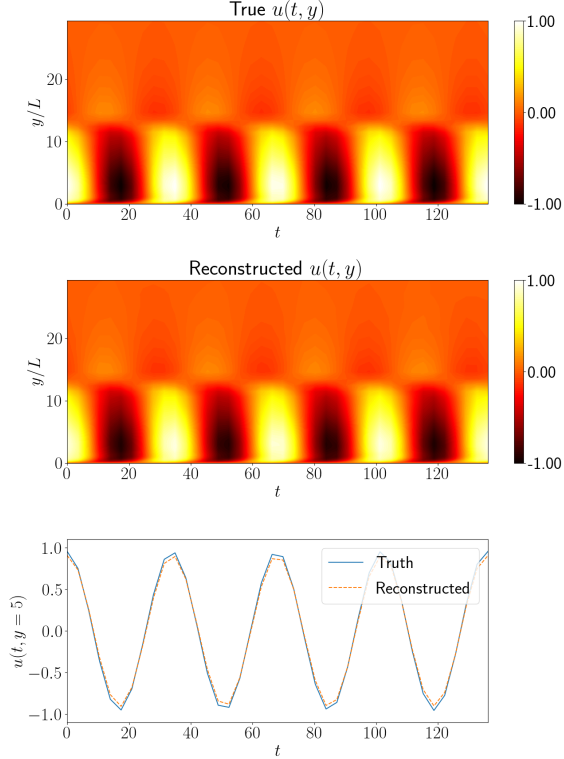 True u(t, y)
1.00
0.00
-1.00
y/L
20
10
0
0 20 40 60 80 100 120
t
Reconstructed u(t, y)
1.00
0.00
-1.00
y/L
20
10
0
0 20 40 60 80 100 120
t
u(t, y = 5)
1.0
0.5
0.0
−0.5
−1.0
Truth
Reconstructed
0 20 40 60 80 100 120
t